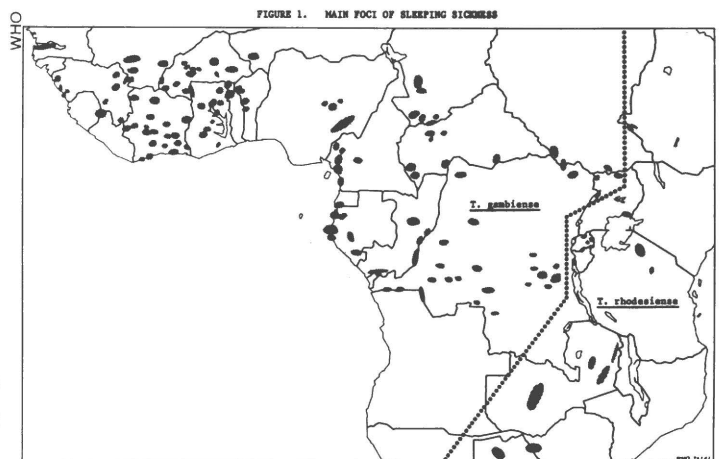 FIGURE 1. MAIN FOCI OF SLEEPING SICKNESS
WHO
T. gambiense
T. rhodesiense